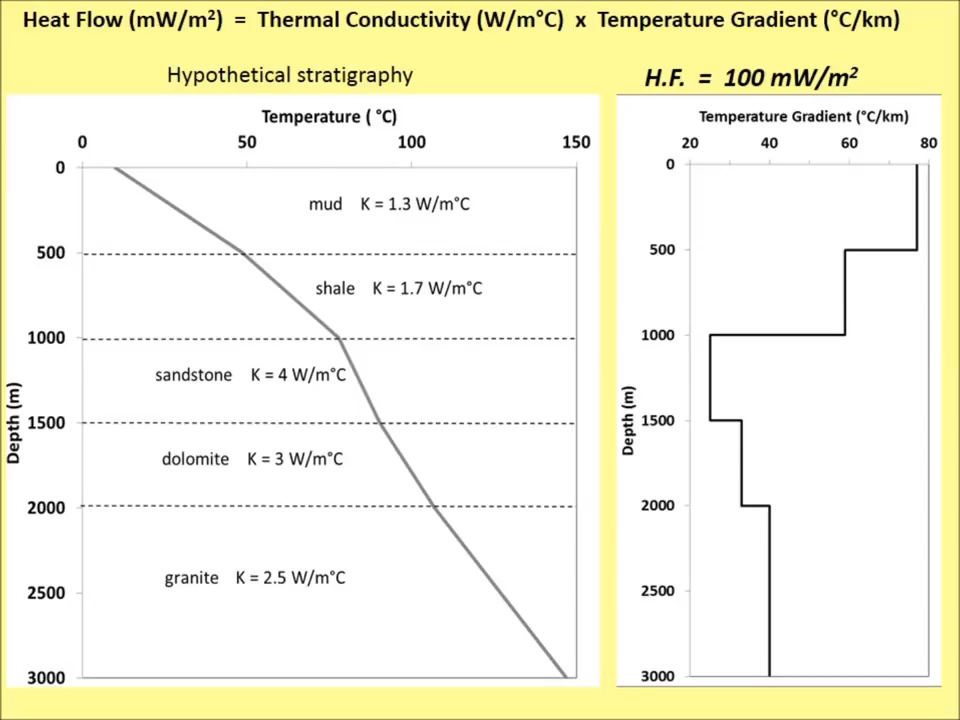 Heat Flow (mW/m²) = Thermal Conductivity (W/m°C) x Temperature Gradient (°C/km)
Hypothetical stratigraphy
H.F. = 100 mW/m²
Temperature ( °C)
0 50 100 150
0
500
1000
1500
2000
2500
3000
Depth (m)
mud K = 1.3 W/m°C
shale K = 1.7 W/m°C
sandstone K = 4 W/m°C
dolomite K = 3 W/m°C
granite K = 2.5 W/m°C
Temperature Gradient (°C/km)
20 40 60 80
0
500
1000
1500
2000
2500
3000
Depth (m)